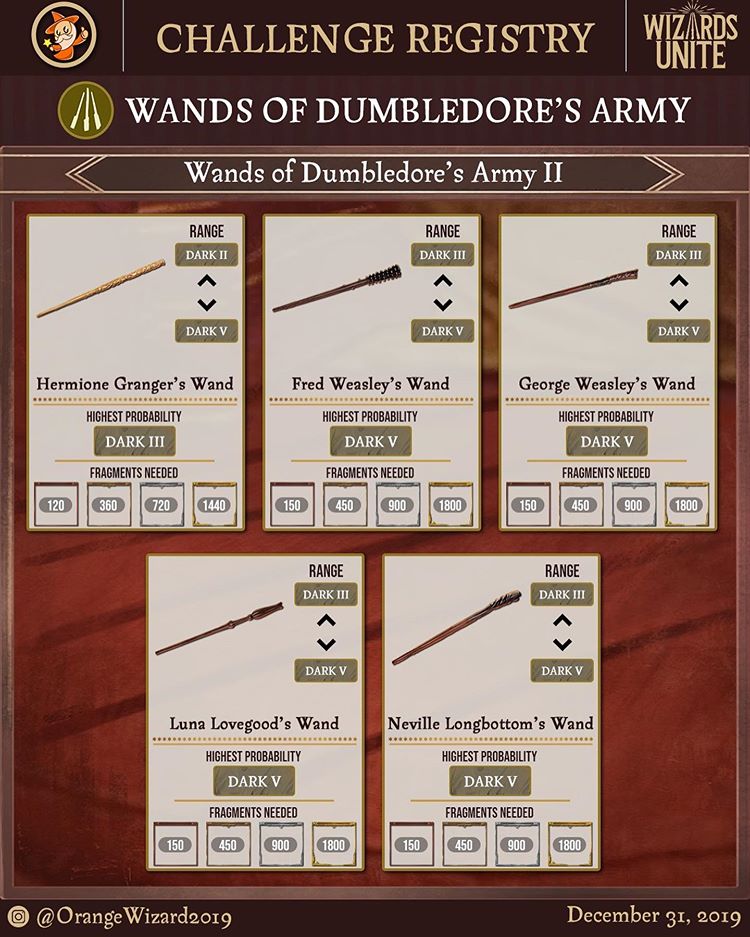 CHALLENGE REGISTRY
WIZARDS
UNITE
WANDS OF DUMBLEDORE'S ARMY
Wands of Dumbledore's Army II
RANGE
DARK II
DARK V
Hermione Granger's Wand
HIGHEST PROBABILITY
DARK III
FRAGMENTS NEEDED
120 360 720 1440
RANGE
DARK III
DARK V
Fred Weasley's Wand
HIGHEST PROBABILITY
DARK V
FRAGMENTS NEEDED
150 450 900 1800
RANGE
DARK III
DARK V
George Weasley's Wand
HIGHEST PROBABILITY
DARK V
FRAGMENTS NEEDED
150 450 900 1800
RANGE
DARK III
DARK V
Luna Lovegood's Wand
HIGHEST PROBABILITY
DARK V
FRAGMENTS NEEDED
150 450 900 1800
RANGE
DARK III
DARK V
Neville Longbottom's Wand
HIGHEST PROBABILITY
DARK V
FRAGMENTS NEEDED
150 450 900 1800
@OrangeWizard2019
December 31, 2019